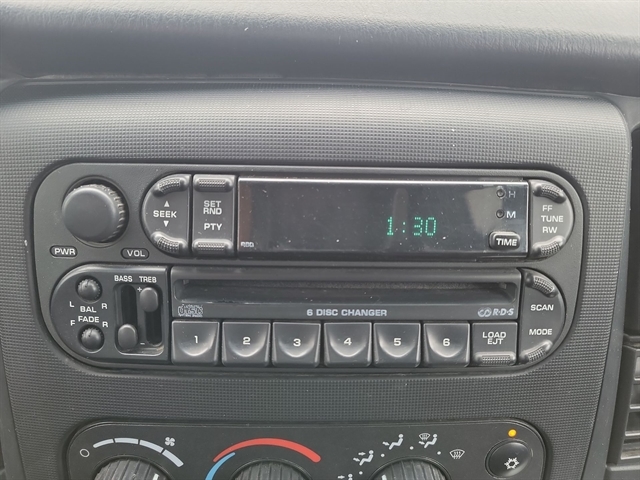 SEEK
SET
RND
PTY
1:30
H
M
TIME
FF
TUNE
RW
PWR
VOL
BASS TREB
L BAL R
FADE
F R
6 DISC CHANGER
R·D·S
SCAN
MODE
1 2 3 4 5 6
LOAD
EJT